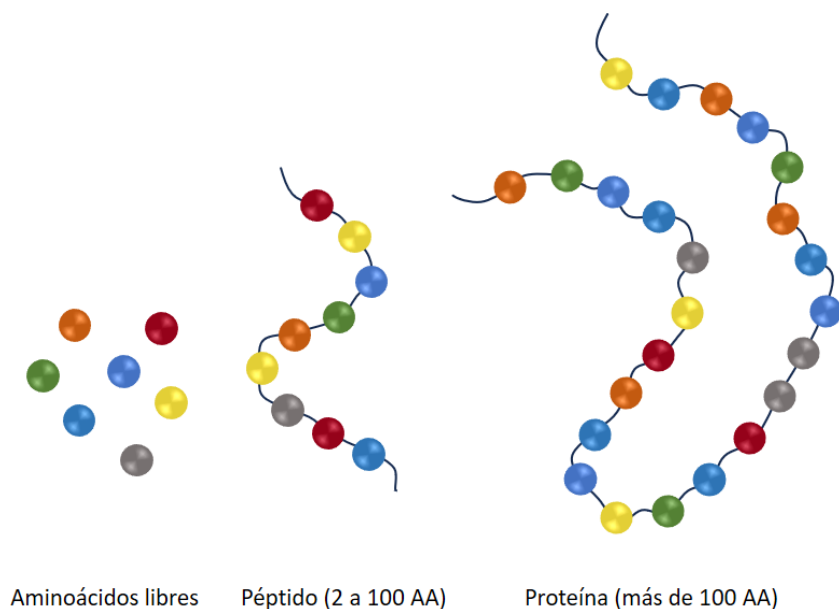 Aminoácidos libres
Péptido (2 a 100 AA)
Proteína (más de 100 AA)